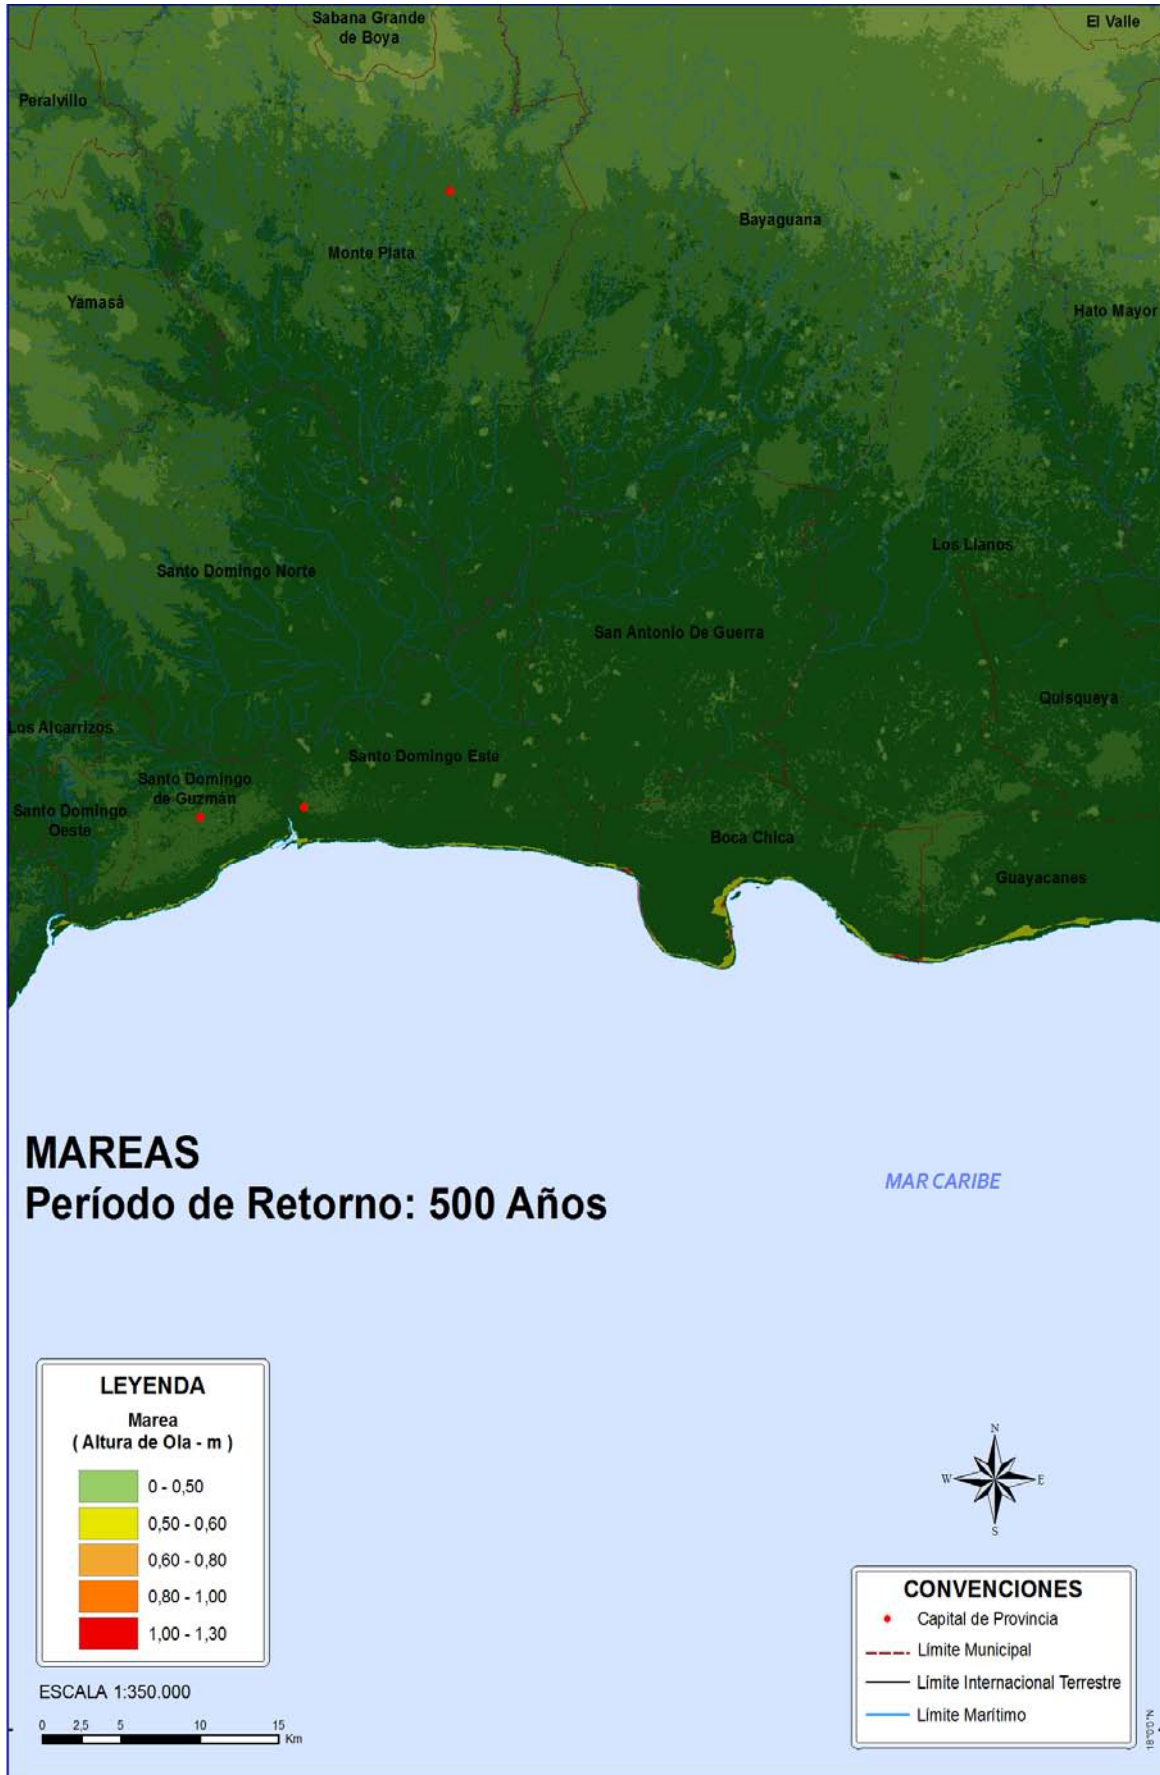 Sabana Grande
de Boya
El Valle
Peralvillo
Bayaguana
Monte Plata
Yamasá
Hato Mayor
Los Llanos
Santo Domingo Norte
San Antonio De Guerra
Quisqueya
Los Alcarrizos
Santo Domingo Este
Santo Domingo
de Guzmán
Santo Domingo
Oeste
Boca Chica
Guayacanes
MAREAS
Período de Retorno: 500 Años
MAR CARIBE
LEYENDA
Marea
( Altura de Ola - m )
0 - 0,50
0,50 - 0,60
0,60 - 0,80
0,80 - 1,00
1,00 - 1,30
ESCALA 1:350.000
0 2,5 5 10 15
Km
N
W E
S
CONVENCIONES
Capital de Provincia
Límite Municipal
Límite Internacional Terrestre
Límite Marítimo
18°0'0"N